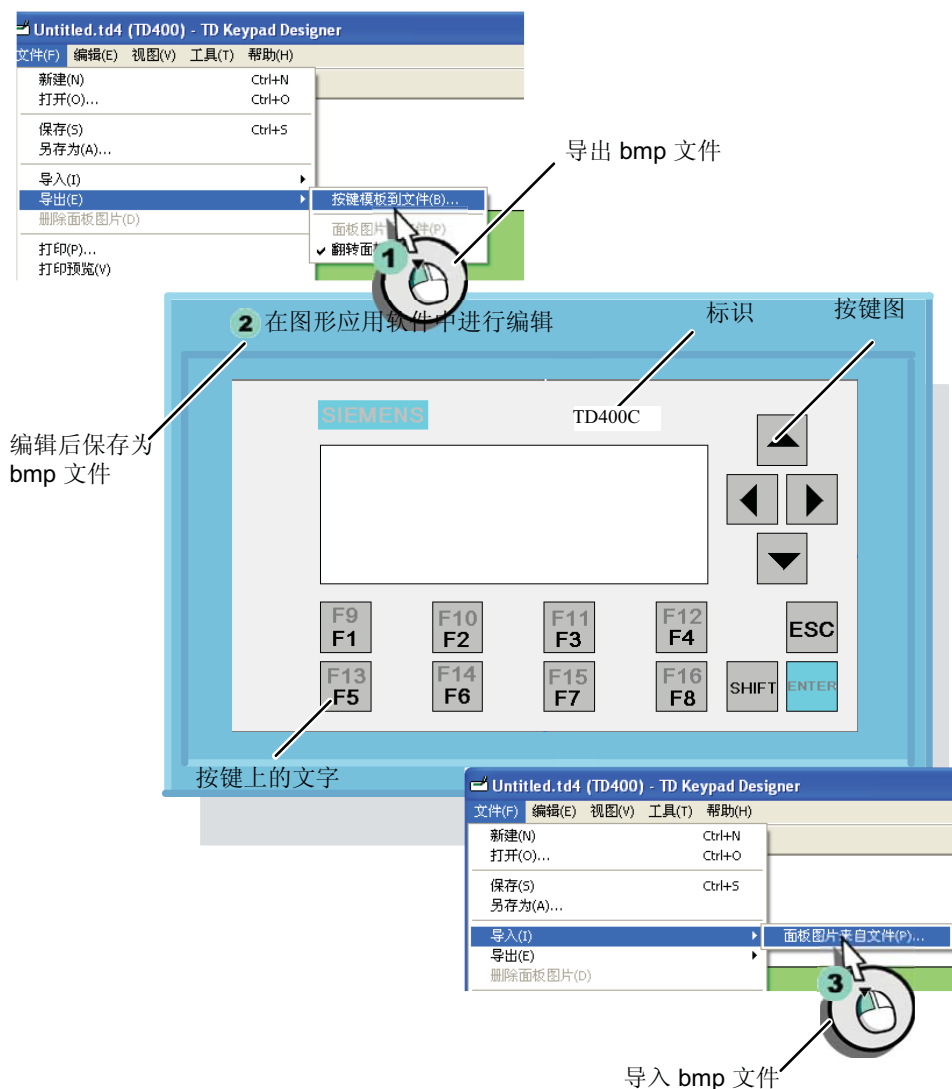 Untitled.td4 (TD400) - TD Keypad Designer
文件(F) 编辑(E) 视图(V) 工具(T) 帮助(H)
新建(N) Ctrl+N
打开(O)... Ctrl+O
保存(S) Ctrl+S
另存为(A)...
导入(I)
导出(E)
删除面板图片(D)
打印(P)...
打印预览(V)
按键模板到文件(B)...
面板图片 件(P)
翻转面
1
导出 bmp 文件
2 在图形应用软件中进行编辑
标识
按键图
编辑后保存为
bmp 文件
SIEMENS
TD400C
F9 F10 F11 F12
F1 F2 F3 F4 ESC
F13 F14 F15 F16
F5 F6 F7 F8 SHIFT ENTER
按键上的文字
Untitled.td4 (TD400) - TD Keypad Designer
文件(F) 编辑(E) 视图(V) 工具(T) 帮助(H)
新建(N) Ctrl+N
打开(O)... Ctrl+O
保存(S) Ctrl+S
另存为(A)...
导入(I)
导出(E)
删除面板图片(D)
面板图片来自文件(P)...
3
导入 bmp 文件